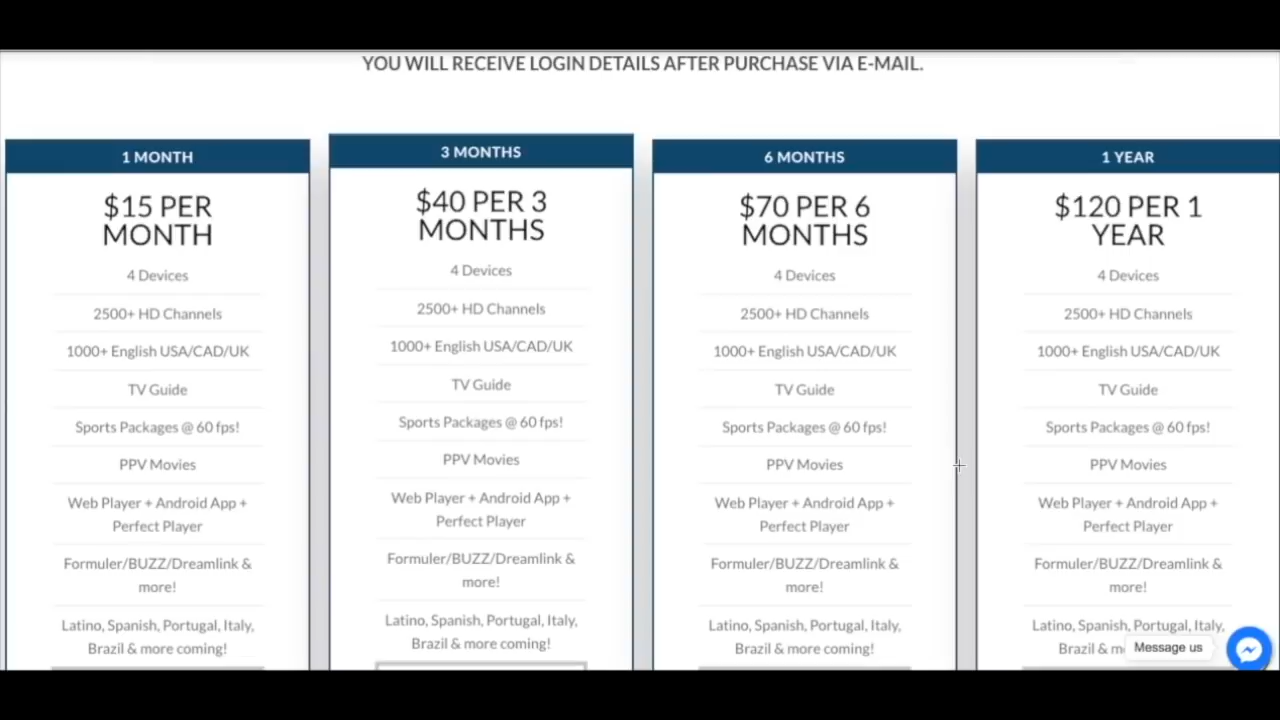 YOU WILL RECEIVE LOGIN DETAILS AFTER PURCHASE VIA E-MAIL.
1 MONTH
$15 PER
MONTH
4 Devices
2500+ HD Channels
1000+ English USA/CAD/UK
TV Guide
Sports Packages @ 60 fps!
PPV Movies
Web Player + Android App +
Perfect Player
Formuler/BUZZ/Dreamlink &
more!
Latino, Spanish, Portugal, Italy,
Brazil & more coming!
3 MONTHS
$40 PER 3
MONTHS
4 Devices
2500+ HD Channels
1000+ English USA/CAD/UK
TV Guide
Sports Packages @ 60 fps!
PPV Movies
Web Player + Android App +
Perfect Player
Formuler/BUZZ/Dreamlink &
more!
Latino, Spanish, Portugal, Italy,
Brazil & more coming!
6 MONTHS
$70 PER 6
MONTHS
4 Devices
2500+ HD Channels
1000+ English USA/CAD/UK
TV Guide
Sports Packages @ 60 fps!
PPV Movies
Web Player + Android App +
Perfect Player
Formuler/BUZZ/Dreamlink &
more!
Latino, Spanish, Portugal, Italy,
Brazil & more coming!
1 YEAR
$120 PER 1
YEAR
4 Devices
2500+ HD Channels
1000+ English USA/CAD/UK
TV Guide
Sports Packages @ 60 fps!
PPV Movies
Web Player + Android App +
Perfect Player
Formuler/BUZZ/Dreamlink &
more!
Latino, Spanish, Portugal, Italy,
Brazil &
Message us